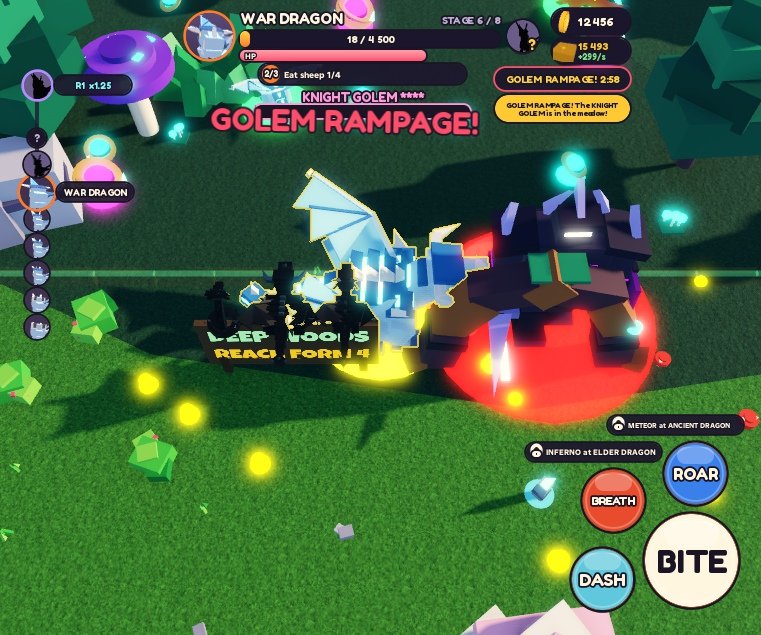 WAR DRAGON
STAGE 6 / 8
12 456
18 / 4 500
?
15 493
+299/s
HP
2/3 Eat sheep 1/4
GOLEM RAMPAGE! 2:58
R1 x1.25
KNIGHT GOLEM ****
GOLEM RAMPAGE!
GOLEM RAMPAGE! The KNIGHT
GOLEM is in the meadow!
?
WAR DRAGON
DEEP WOODS
REACH FORM 4
METEOR at ANCIENT DRAGON
INFERNO at ELDER DRAGON
ROAR
BREATH
BITE
DASH